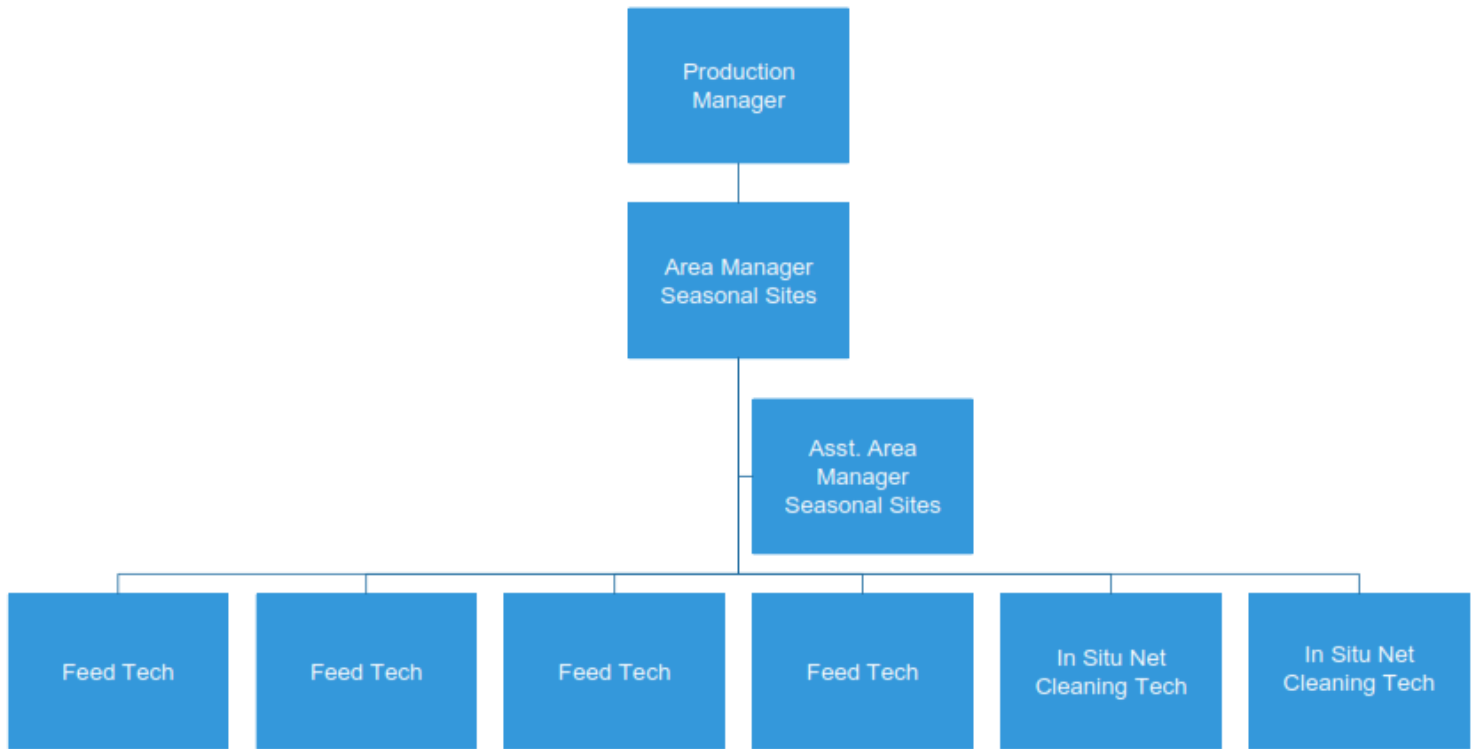 Production
Manager
Area Manager
Seasonal Sites
Asst. Area
Manager
Seasonal Sites
Feed Tech
Feed Tech
Feed Tech
Feed Tech
In Situ Net
Cleaning Tech
In Situ Net
Cleaning Tech